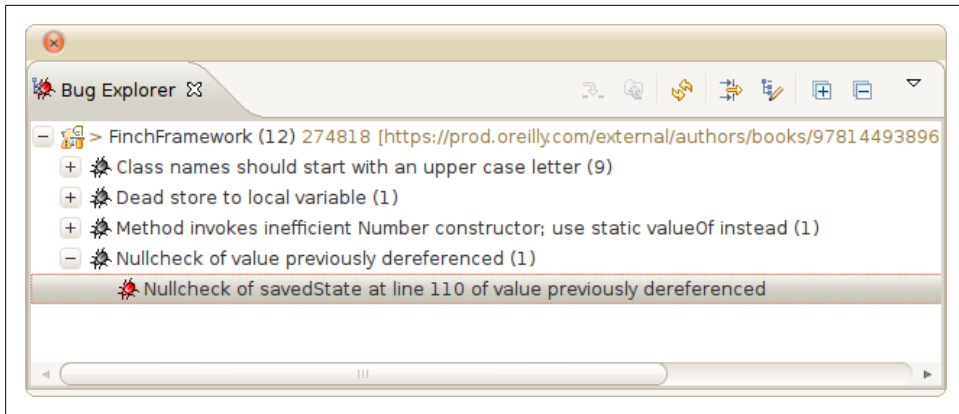 Bug Explorer
> FinchFramework (12) 274818 [https://prod.oreilly.com/external/authors/books/97814493896
Class names should start with an upper case letter (9)
Dead store to local variable (1)
Method invokes inefficient Number constructor; use static valueOf instead (1)
Nullcheck of value previously dereferenced (1)
Nullcheck of savedState at line 110 of value previously dereferenced